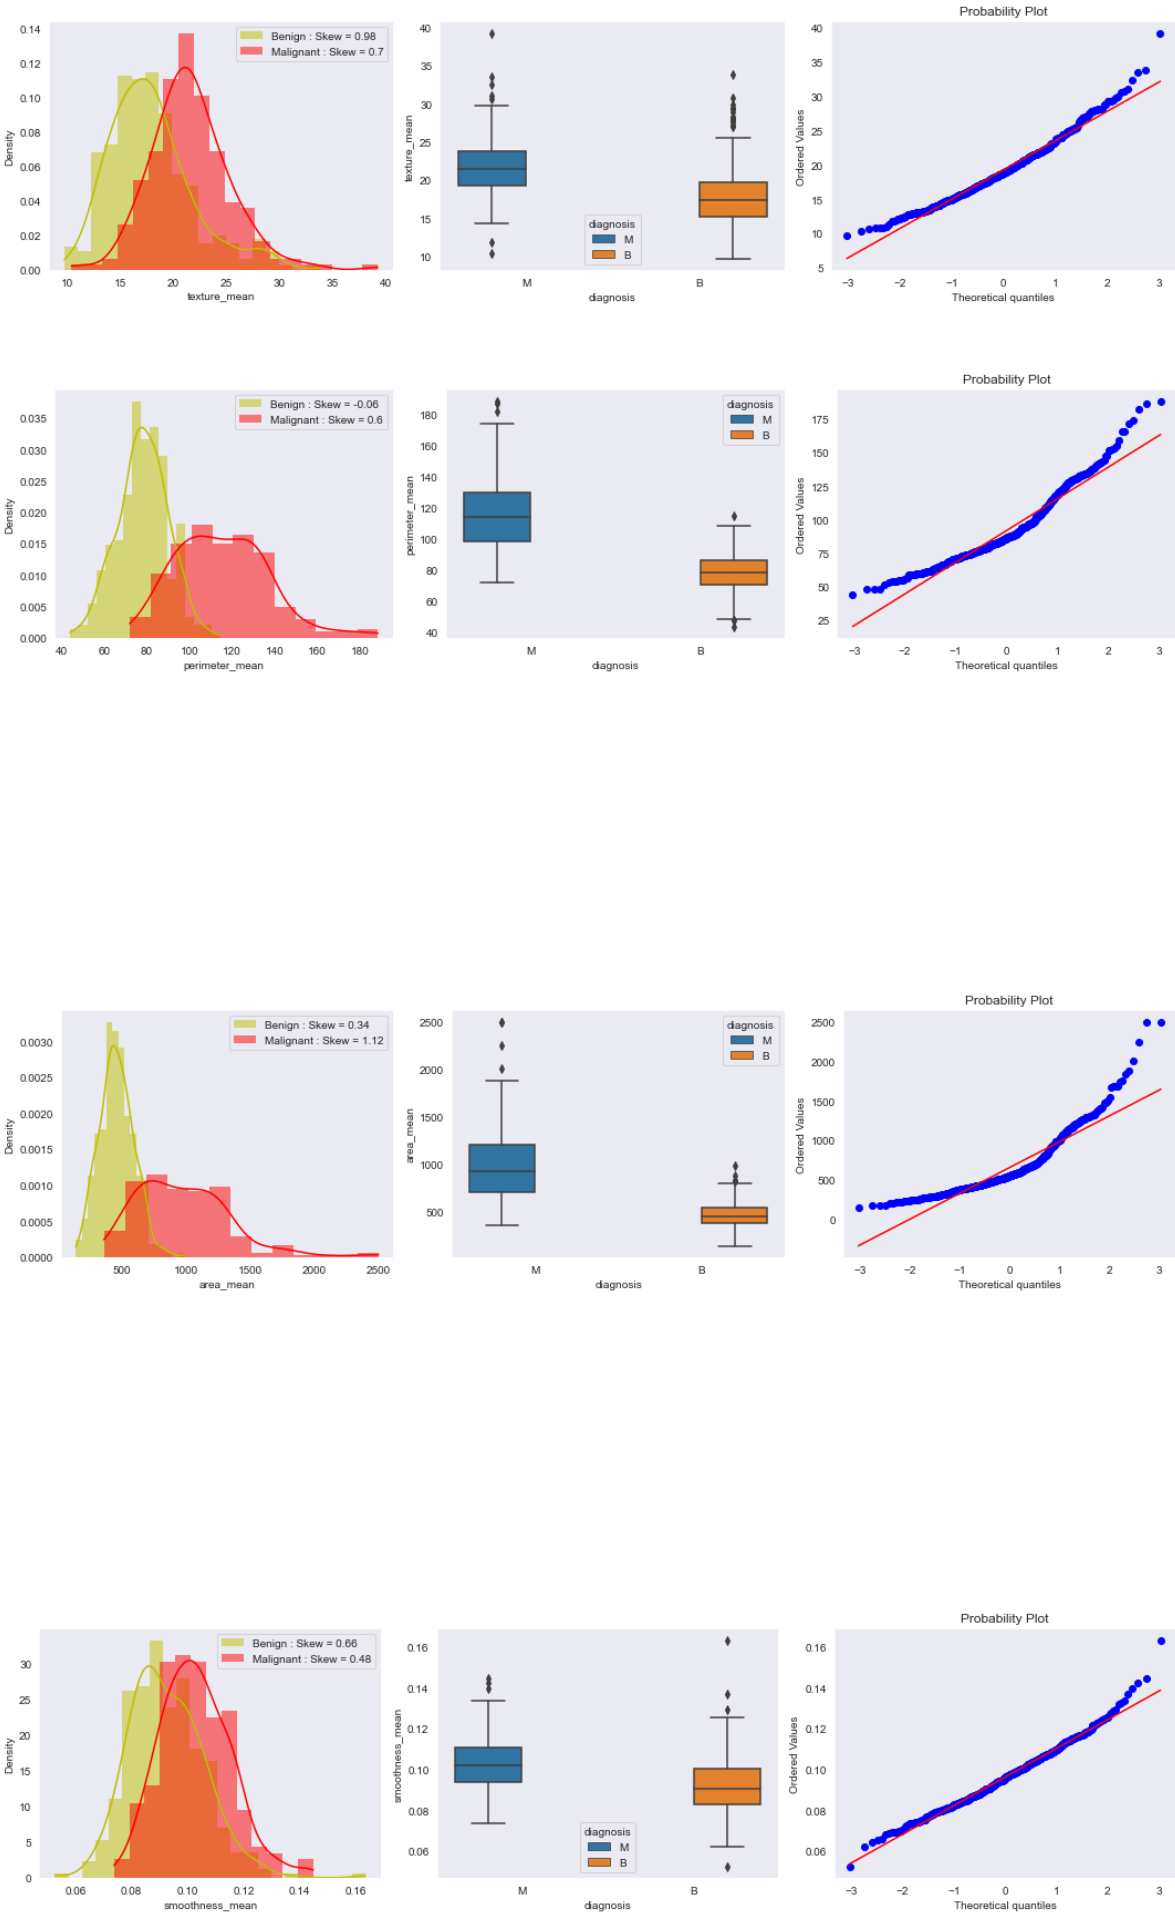 Probability Plot
0.14
0.12
0.10
0.08
0.06
0.04
0.02
0.00
Density
Benign : Skew = 0.98
Malignant : Skew = 0.7
10 15 20 25 30 35 40
texture_mean
40
35
30
25
20
15
10
texture_mean
diagnosis
M
B
M B
diagnosis
40
35
30
25
20
15
10
5
Ordered Values
−3 −2 −1 0 1 2 3
Theoretical quantiles
Probability Plot
0.035
0.030
0.025
0.020
0.015
0.010
0.005
0.000
Density
Benign : Skew = -0.06
Malignant : Skew = 0.6
40 60 80 100 120 140 160 180
perimeter_mean
180
160
140
120
100
80
60
40
perimeter_mean
diagnosis
M
B
M B
diagnosis
175
150
125
100
75
50
25
Ordered Values
−3 −2 −1 0 1 2 3
Theoretical quantiles
Probability Plot
0.0030
0.0025
0.0020
0.0015
0.0010
0.0005
0.0000
Density
Benign : Skew = 0.34
Malignant : Skew = 1.12
500 1000 1500 2000 2500
area_mean
2500
2000
1500
1000
500
area_mean
diagnosis
M
B
M B
diagnosis
2500
2000
1500
1000
500
0
Ordered Values
−3 −2 −1 0 1 2 3
Theoretical quantiles
Probability Plot
30
25
20
15
10
5
0
Density
Benign : Skew = 0.66
Malignant : Skew = 0.48
0.06 0.08 0.10 0.12 0.14 0.16
smoothness_mean
0.16
0.14
0.12
0.10
0.08
0.06
smoothness_mean
diagnosis
M
B
M B
diagnosis
0.16
0.14
0.12
0.10
0.08
0.06
Ordered Values
−3 −2 −1 0 1 2 3
Theoretical quantiles